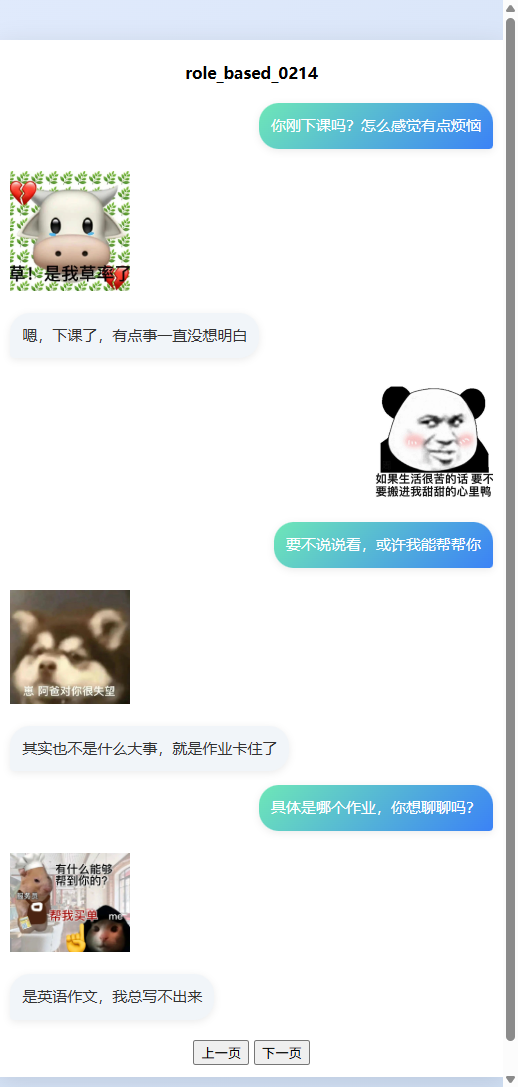 role_based_0214
你刚下课吗？怎么感觉有点烦恼
草！是我草率了
嗯，下课了，有点事一直没想明白
如果生活很苦的话 要不
要搬进我甜甜的心里鸭
要不说说看，或许我能帮帮你
崽 阿爸对你很失望
其实也不是什么大事，就是作业卡住了
具体是哪个作业，你想聊聊吗？
有什么能够
帮到你的?
服务员
帮我买单
me
是英语作文，我总写不出来
上一页
下一页